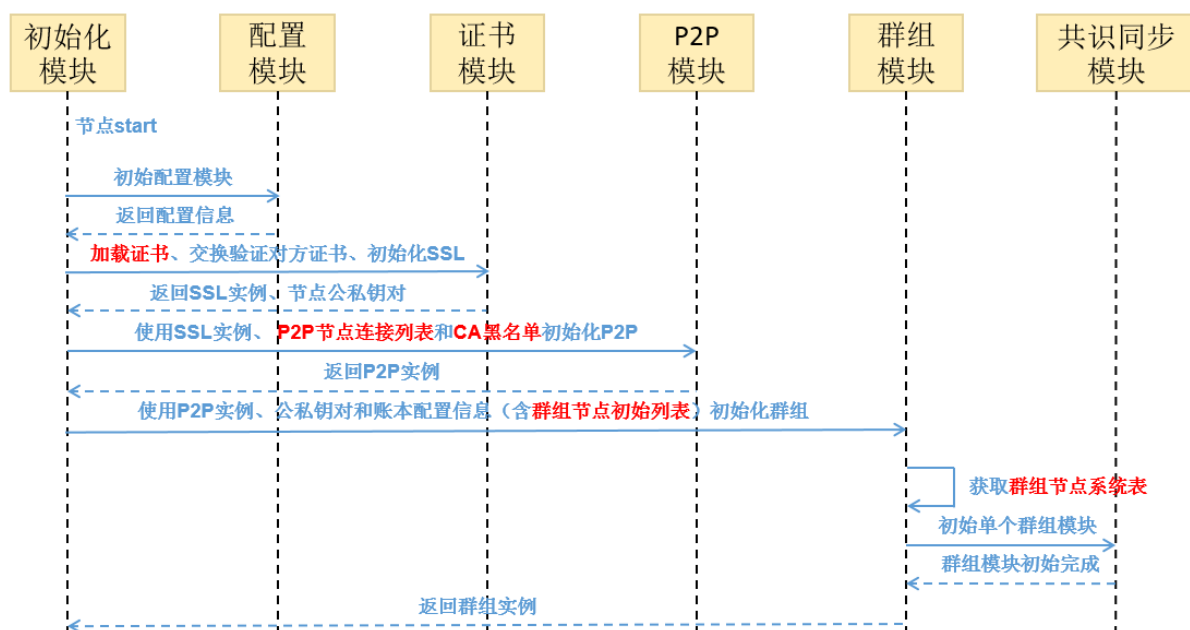 初始化
模块
配置
模块
证书
模块
P2P
模块
群组
模块
共识同步
模块
节点start
初始配置模块
返回配置信息
加载证书、交换验证对方证书、初始化SSL
返回SSL实例、节点公私钥对
使用SSL实例、 P2P节点连接列表和CA黑名单初始化P2P
返回P2P实例
使用P2P实例、公私钥对和账本配置信息（含群组节点初始列表）初始化群组
获取群组节点系统表
初始单个群组模块
群组模块初始完成
返回群组实例